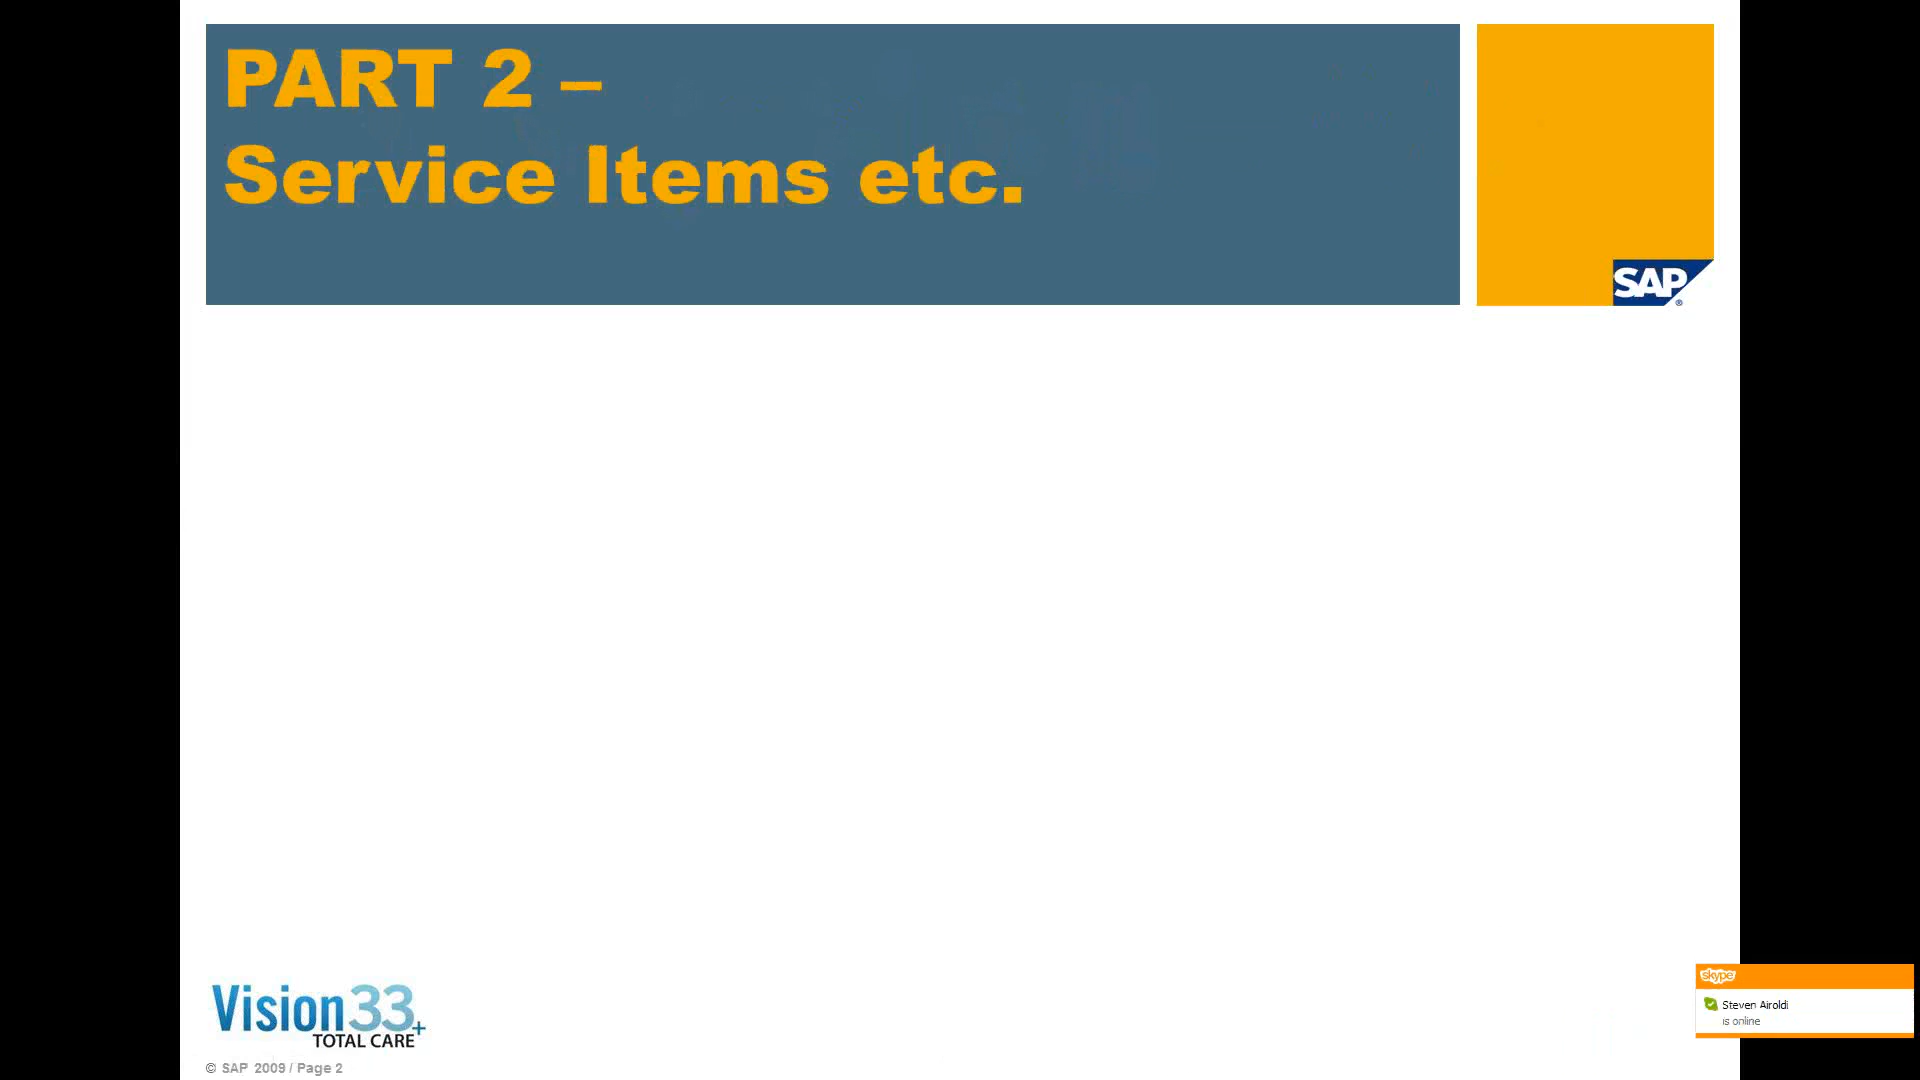 PART 2 –
Service Items etc.
SAP®
Vision33+
TOTAL CARE
© SAP 2009 / Page 2
skype
Steven Airoldi
is online